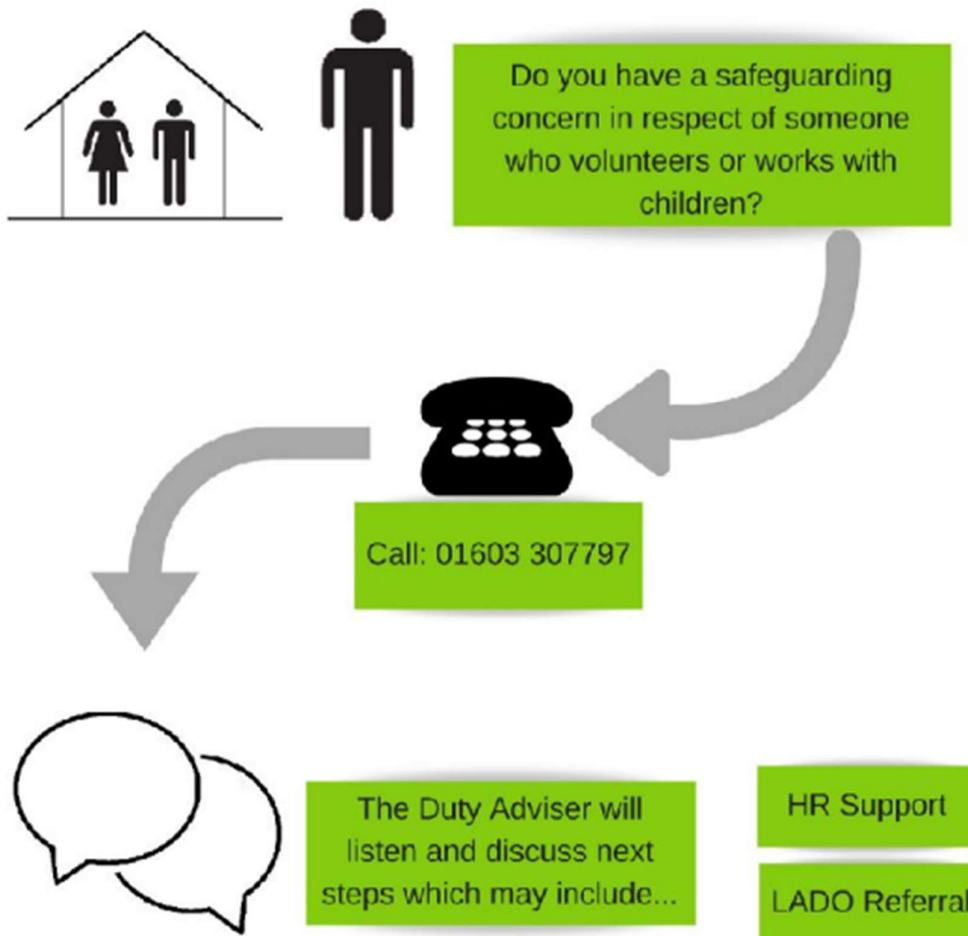 Do you have a safeguarding
concern in respect of someone
who volunteers or works with
children?
Call: 01603 307797
The Duty Adviser will
listen and discuss next
steps which may include...
HR Support
LADO Referral